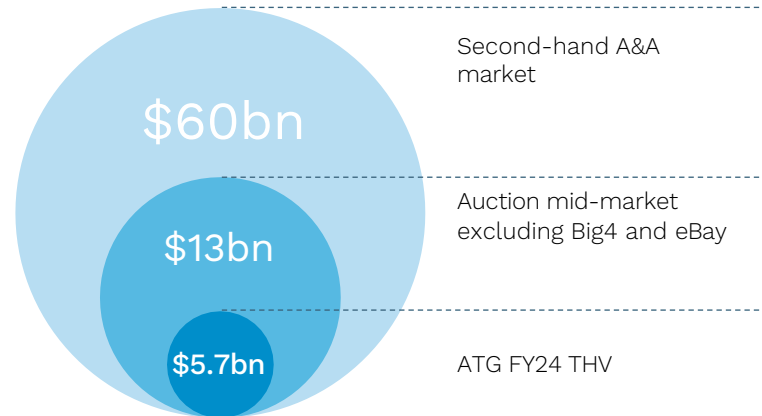 Second-hand A&A
market
$60bn
Auction mid-market
excluding Big4 and eBay
$13bn
$5.7bn
ATG FY24 THV